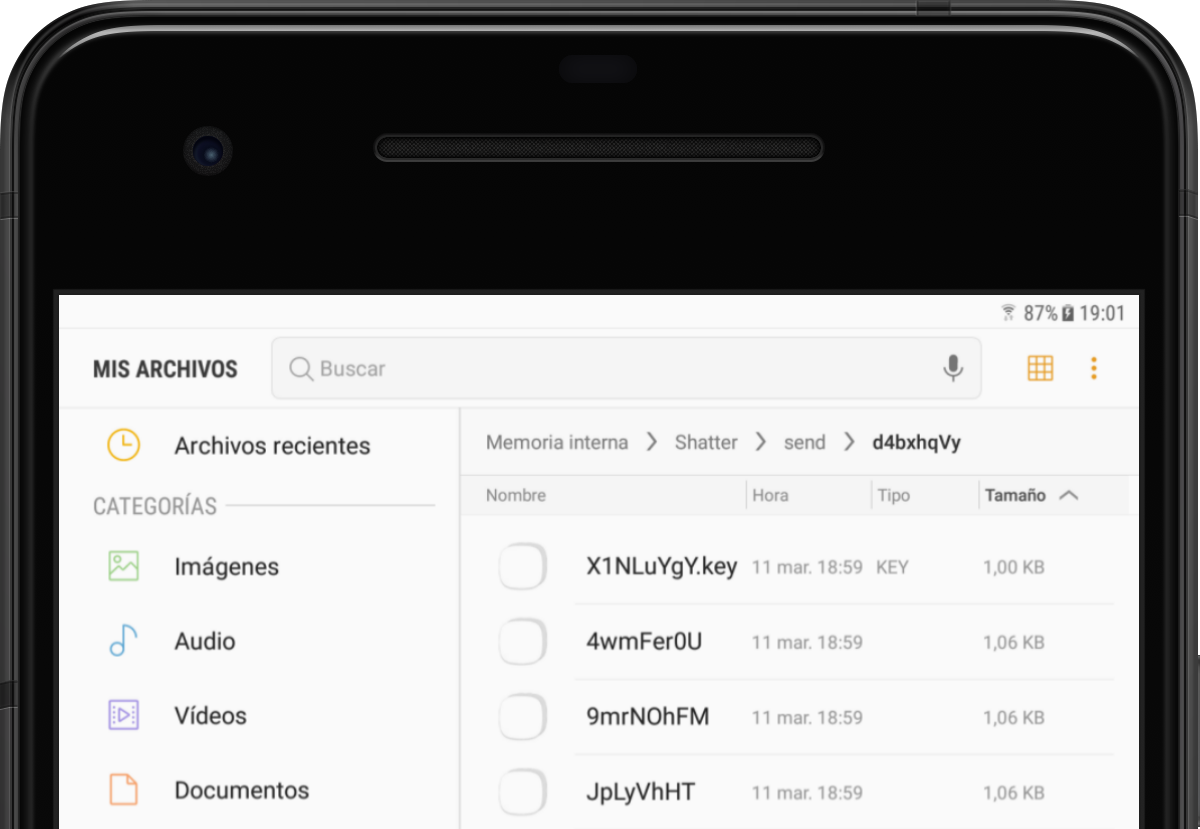 87% 19:01
MIS ARCHIVOS
Buscar
Archivos recientes
CATEGORÍAS
Imágenes
Audio
Vídeos
Documentos
Memoria interna > Shatter > send > d4bxhqVy
Nombre Hora Tipo Tamaño
X1NLuYgY.key 11 mar. 18:59 KEY 1,00 KB
4wmFer0U 11 mar. 18:59 1,06 KB
9mrNOhFM 11 mar. 18:59 1,06 KB
JpLyVhHT 11 mar. 18:59 1,06 KB